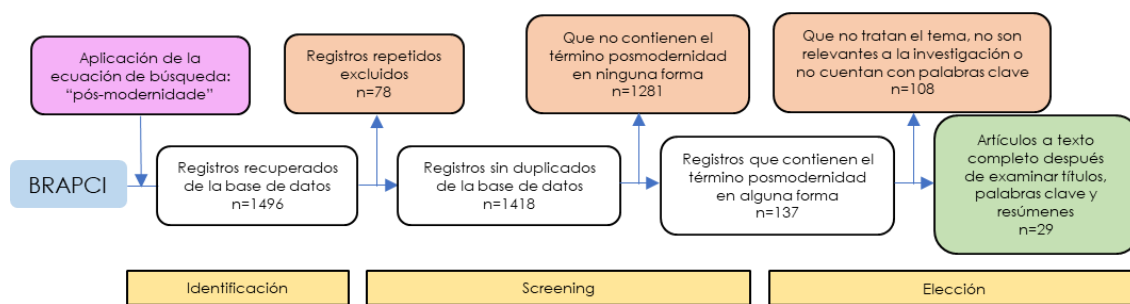 Aplicación de la
ecuación de búsqueda:
“pós-modernidade”
Registros repetidos
excluidos
n=78
Que no contienen el
término posmodernidad
en ninguna forma
n=1281
Que no tratan el tema, no son
relevantes a la investigación o
no cuentan con palabras clave
n=108
BRAPCI
Registros recuperados
de la base de datos
n=1496
Registros sin duplicados
de la base de datos
n=1418
Registros que contienen el
término posmodernidad
en alguna forma
n=137
Artículos a texto
completo después
de examinar títulos,
palabras clave y
resúmenes
n=29
Identificación
Screening
Elección